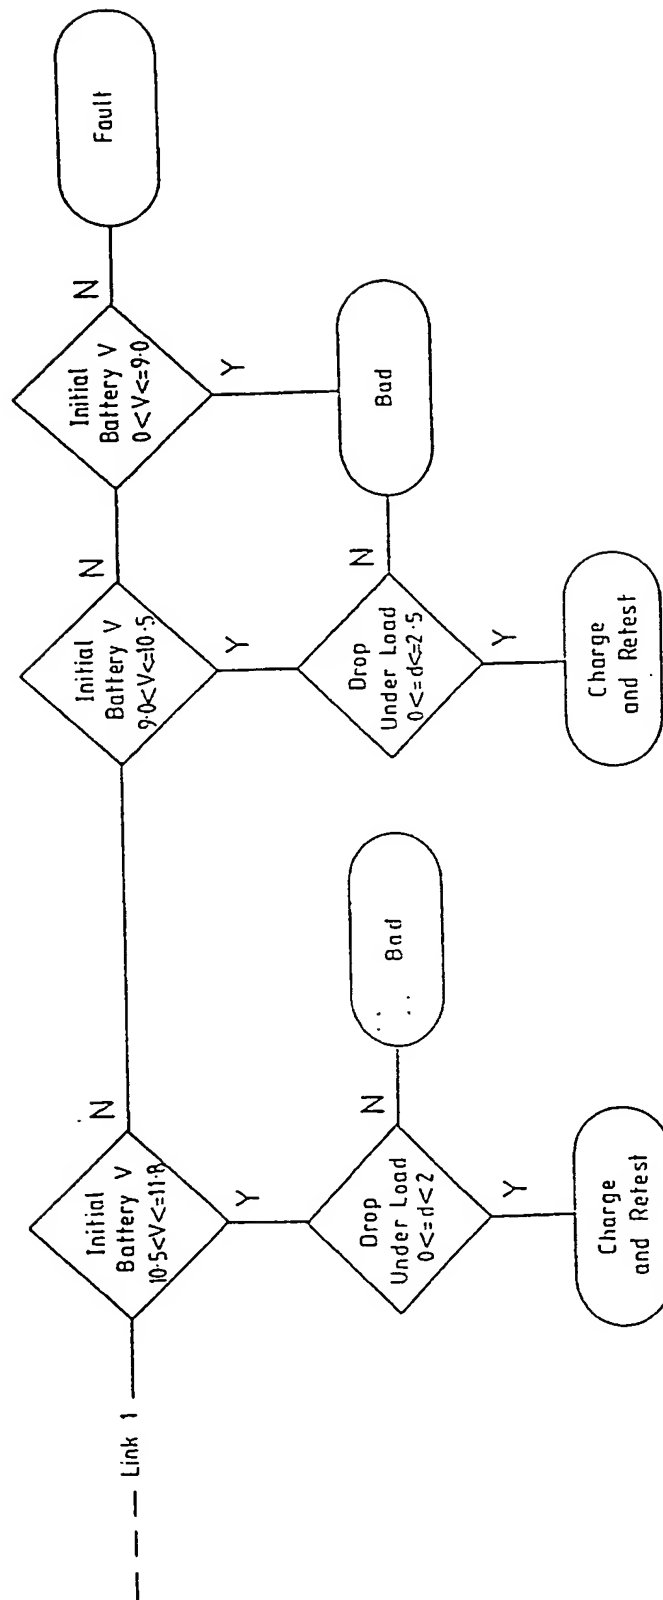 Link 1
Initial
Battery V
10·5<V<=11·8
N
Y
Drop
Under Load
0<=d<2
N
Bad
Y
Charge
and Retest
Initial
Battery V
9·0<V<=10·5
N
Y
Drop
Under Load
0<=d<=2·5
N
Bad
Y
Charge
and Retest
Initial
Battery V
0<V<=9·0
N
Y
Fault